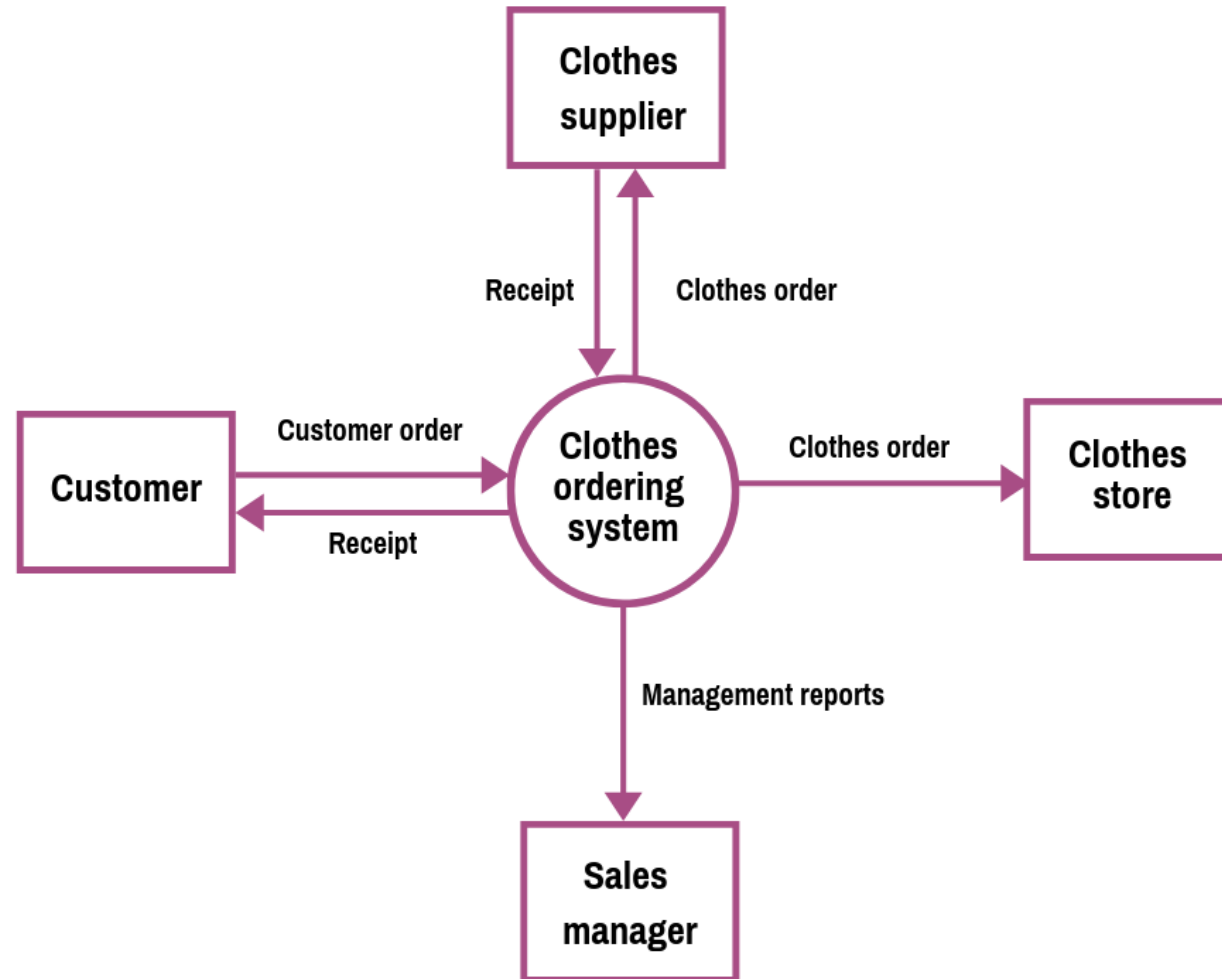 Clothes
supplier
Receipt
Clothes order
Customer order
Clothes
ordering
system
Clothes order
Clothes
store
Customer
Receipt
Management reports
Sales
manager